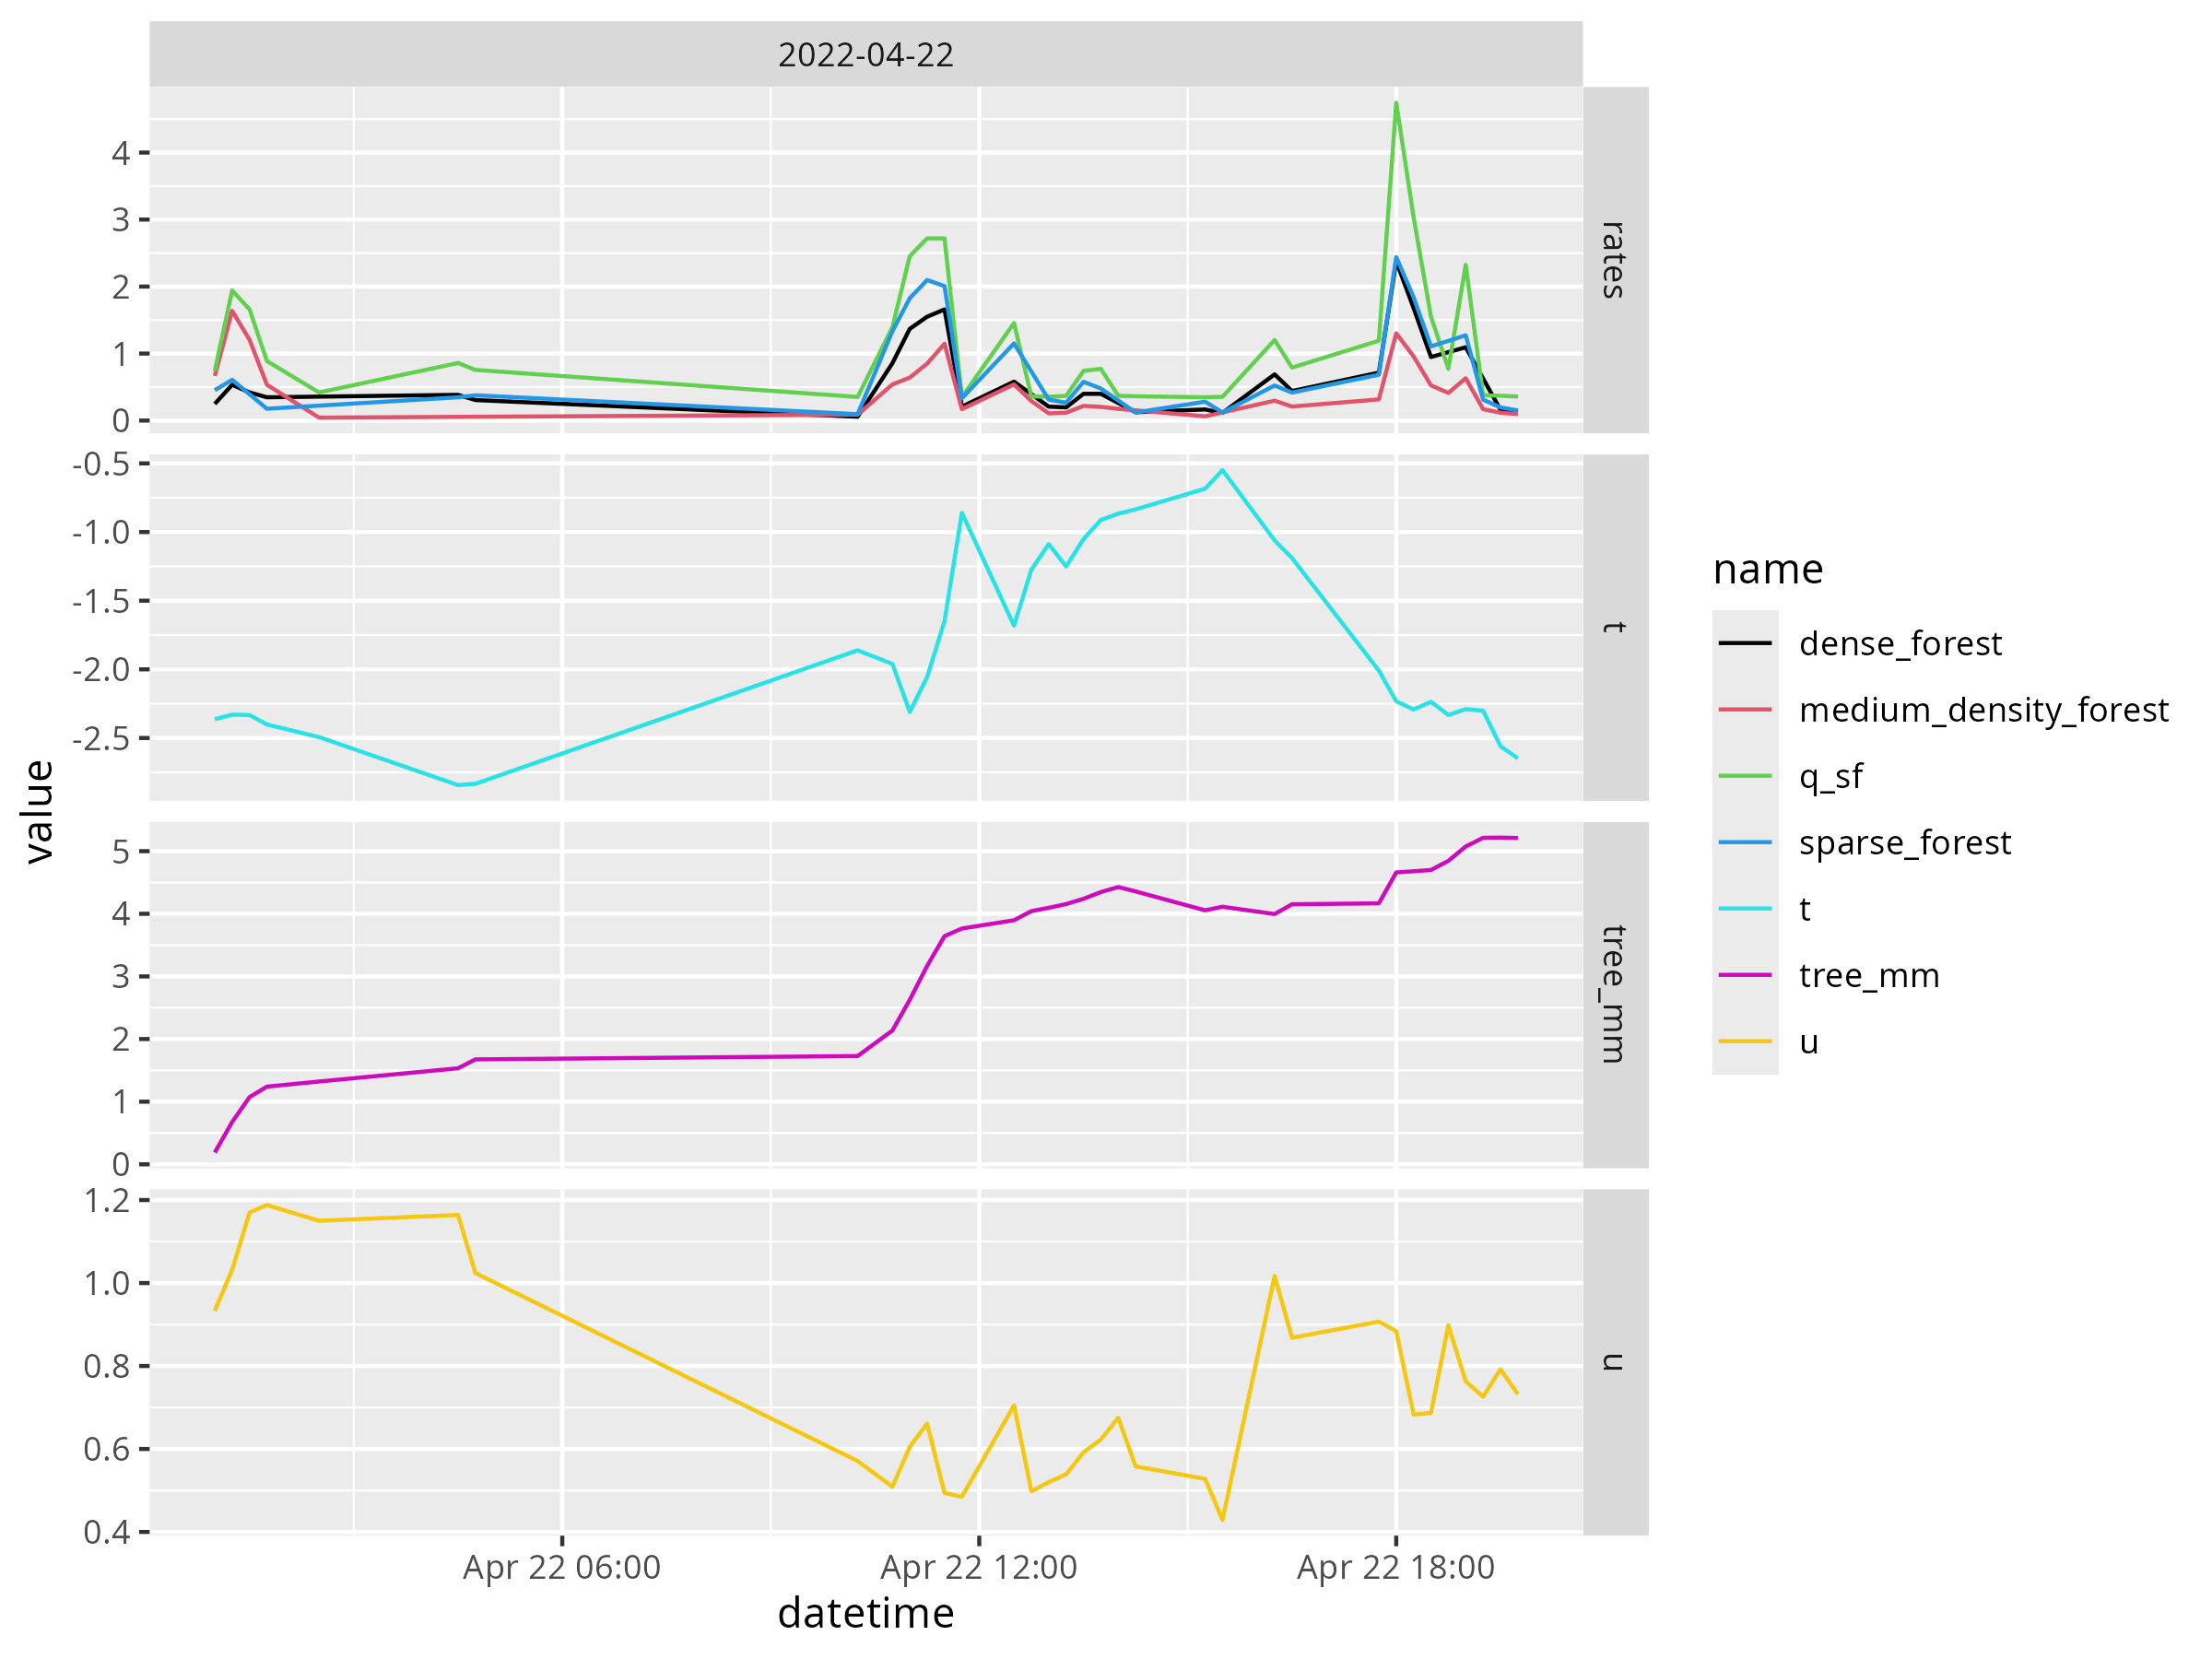 2022-04-22
4
3
2
1
0
rates
-0.5
-1.0
-1.5
-2.0
-2.5
t
5
4
3
2
1
0
tree_mm
1.2
1.0
0.8
0.6
0.4
u
value
Apr 22 06:00 Apr 22 12:00 Apr 22 18:00
datetime
name
dense_forest
medium_density_forest
q_sf
sparse_forest
t
tree_mm
u